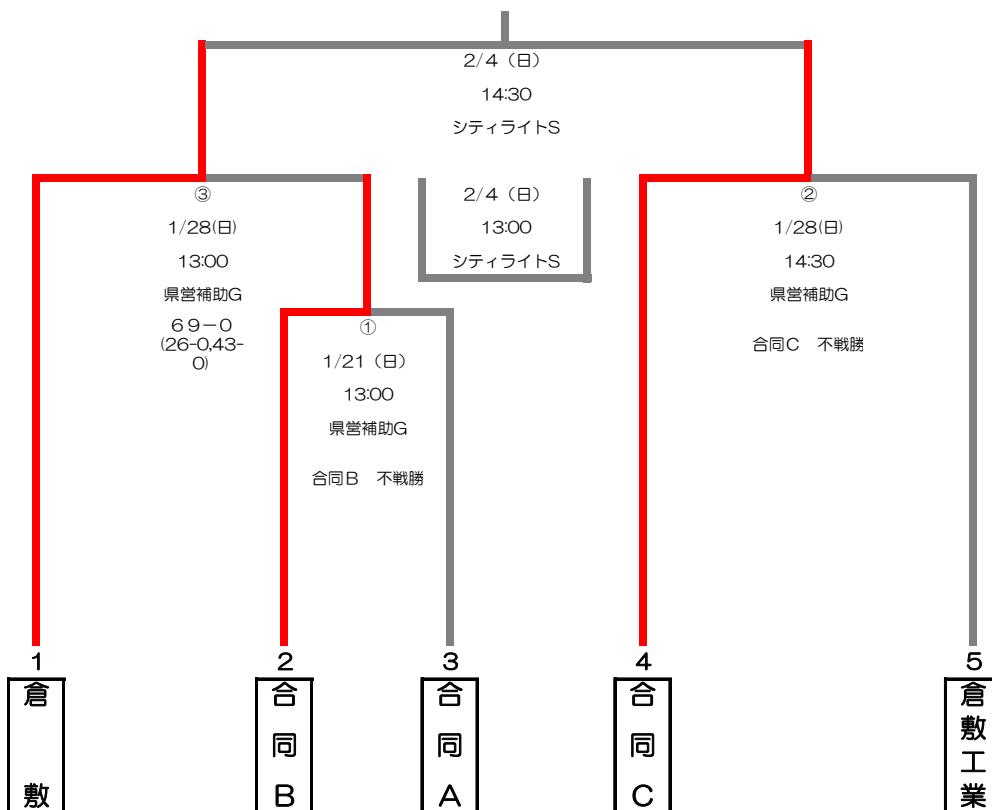 2/4（日）
14:30
シティライトS
③
1/28(日)
13:00
県営補助G
６９－０
(26-0,43-
0)
2/4（日）
13:00
シティライトS
②
1/28(日)
14:30
県営補助G
合同Ｃ　不戦勝
①
1/21（日）
13:00
県営補助G
合同Ｂ　不戦勝
1
倉敷
2
合同Ｂ
3
合同Ａ
4
合同Ｃ
5
倉敷工業